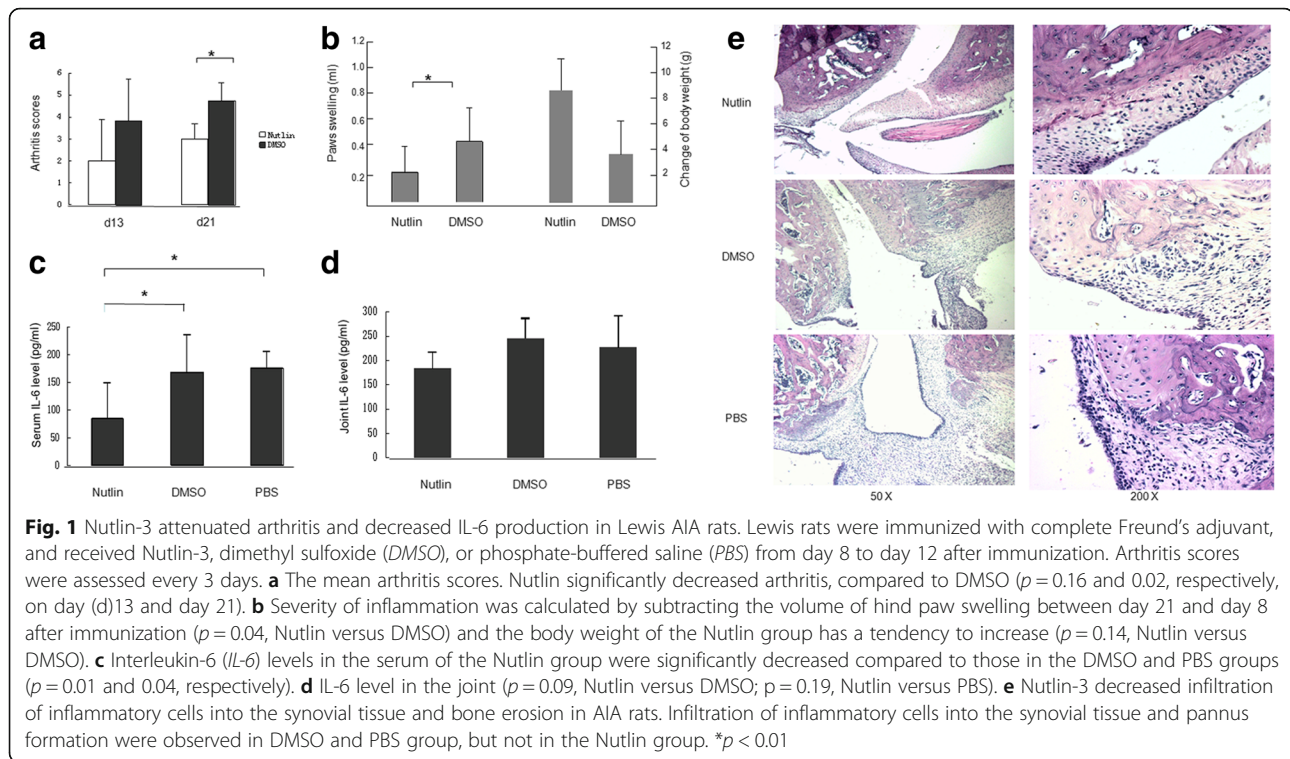 a
b
e
*
Arthritis scores
6
5
4
3
2
1
0
Nutlin
DMSO
d13
d21
*
Paws swelling (ml)
1.2
1.0
0.8
0.6
0.4
0.2
12
10
8
6
4
2
Change of body weight (g)
Nutlin
DMSO
Nutlin
DMSO
Nutlin
DMSO
PBS
50 X
200 X
c
d
*
*
Serum IL-6 level (pg/ml)
250
200
150
100
50
0
Nutlin
DMSO
PBS
Joint IL-6 level (pg/ml)
300
250
200
150
100
50
0
Nutlin
DMSO
PBS
Fig. 1 Nutlin-3 attenuated arthritis and decreased IL-6 production in Lewis AIA rats. Lewis rats were immunized with complete Freund's adjuvant,
and received Nutlin-3, dimethyl sulfoxide (DMSO), or phosphate-buffered saline (PBS) from day 8 to day 12 after immunization. Arthritis scores
were assessed every 3 days. a The mean arthritis scores. Nutlin significantly decreased arthritis, compared to DMSO (p = 0.16 and 0.02, respectively,
on day (d)13 and day 21). b Severity of inflammation was calculated by subtracting the volume of hind paw swelling between day 21 and day 8
after immunization (p = 0.04, Nutlin versus DMSO) and the body weight of the Nutlin group has a tendency to increase (p = 0.14, Nutlin versus
DMSO). c Interleukin-6 (IL-6) levels in the serum of the Nutlin group were significantly decreased compared to those in the DMSO and PBS groups
(p = 0.01 and 0.04, respectively). d IL-6 level in the joint (p = 0.09, Nutlin versus DMSO; p = 0.19, Nutlin versus PBS). e Nutlin-3 decreased infiltration
of inflammatory cells into the synovial tissue and bone erosion in AIA rats. Infiltration of inflammatory cells into the synovial tissue and pannus
formation were observed in DMSO and PBS group, but not in the Nutlin group. *p < 0.01